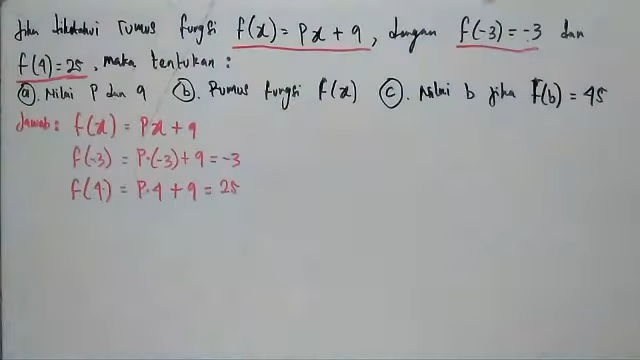 Jika diketahui rumus fungsi f(x) = px + q, dengan f(-3) = -3 dan
f(4) = 25, maka tentukan :
(a). Nilai p dan q (b). Rumus fungsi f(x) (c). Nilai b jika f(b) = 45
Jawab : f(x) = px + q
f(-3) = p·(-3) + q = -3
f(4) = p·4 + q = 25